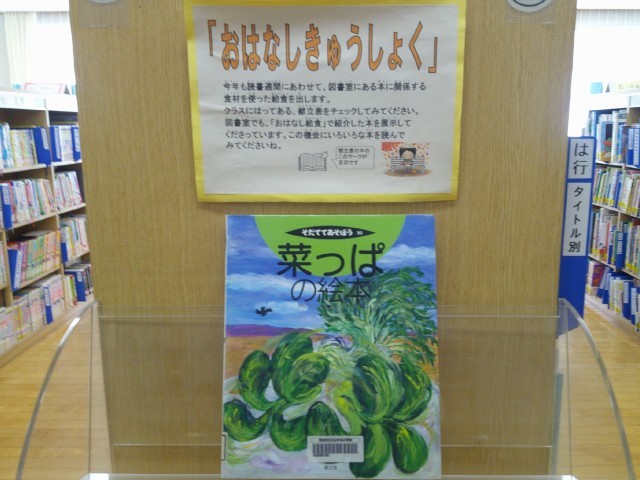 「おはなしきゅうしょく」
今年も読書週間にあわせて、図書室にある本に関係する
食材を使った給食を出します。
クラスにはってある、献立表をチェックしてみてください。
図書室でも、「おはなし給食」で紹介した本を展示して
くださっています。この機会にいろいろな本を読んで
みてくださいね。
献立表の中の
このマークが
目印です
そだててあそぼう
菜っぱ
の絵本
は行
タイトル別